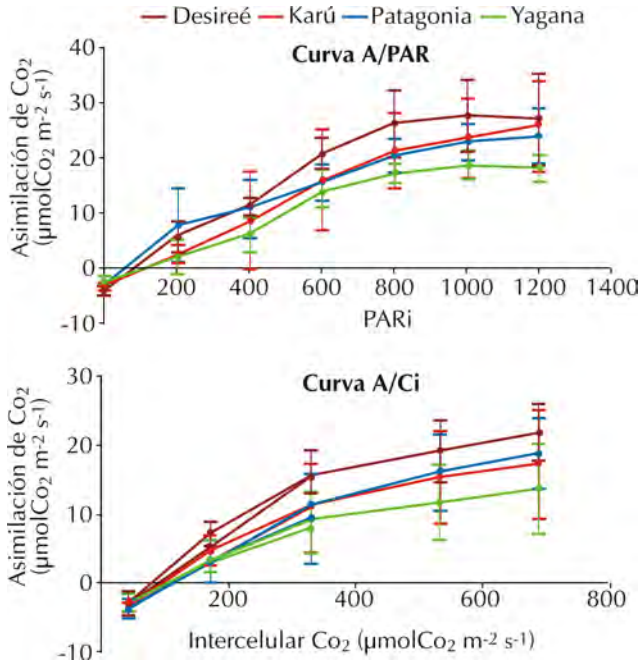 Desireé Karú Patagonia Yagana
Curva A/PAR
Asimilación de Co₂
(µmolCo₂ m⁻² s⁻¹)
40
30
20
10
0
-10
200 400 600 800 1000 1200 1400
PARi
Curva A/Ci
Asimilación de Co₂
(µmolCo₂ m⁻² s⁻¹)
30
20
10
0
-10
200 400 600 800
Intercelular Co₂ (µmolCo₂ m⁻² s⁻¹)